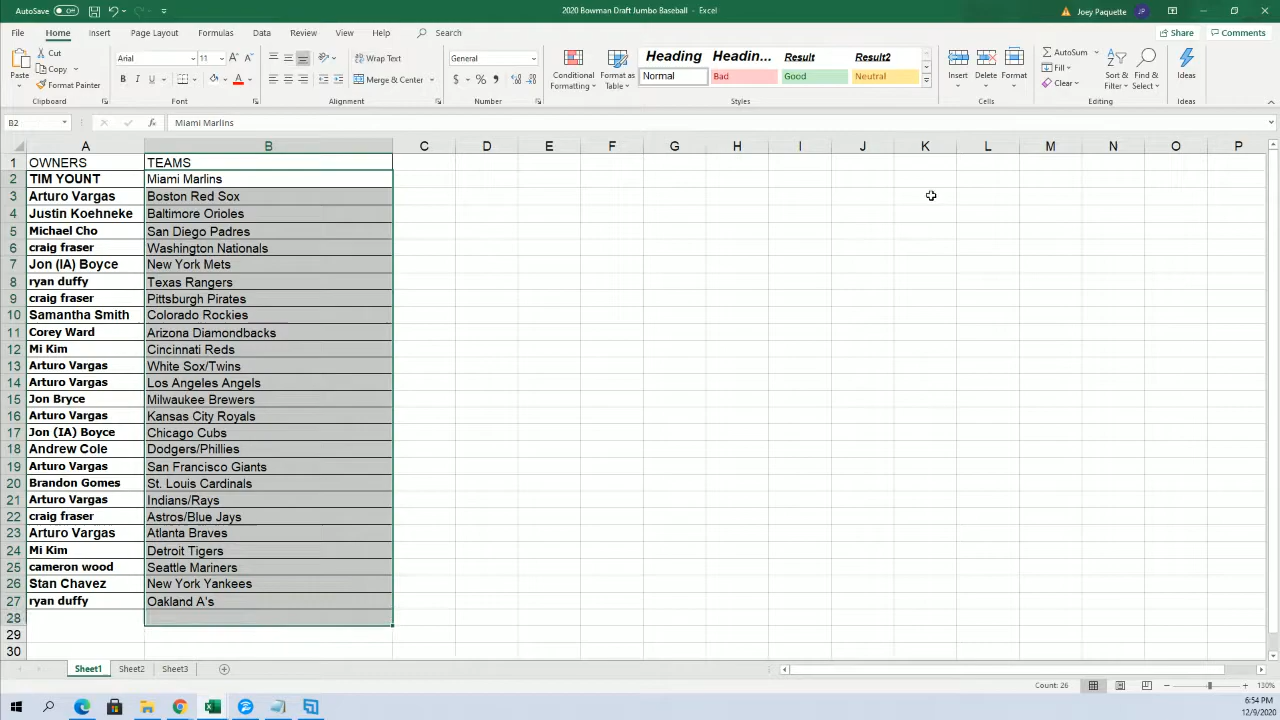 AutoSave Off 2020 Bowman Draft Jumbo Baseball - Excel Joey Paquette JP
File Home Insert Page Layout Formulas Data Review View Help Search Share Comments
Paste Cut Copy Format Painter Clipboard
Arial 11 A A B I U A Font
Wrap Text Merge & Center Alignment
General $ % , Number
Conditional Formatting Format as Table
Heading Headin... Result Result2
Normal Bad Good Neutral
Styles
Insert Delete Format Cells
AutoSum Fill Clear Sort & Filter Find & Select Editing
Ideas Ideas
B2 fx Miami Marlins
A B C D E F G H I J K L M N O P
1 OWNERS TEAMS
2 TIM YOUNT Miami Marlins
3 Arturo Vargas Boston Red Sox
4 Justin Koehneke Baltimore Orioles
5 Michael Cho San Diego Padres
6 craig fraser Washington Nationals
7 Jon (IA) Boyce New York Mets
8 ryan duffy Texas Rangers
9 craig fraser Pittsburgh Pirates
10 Samantha Smith Colorado Rockies
11 Corey Ward Arizona Diamondbacks
12 Mi Kim Cincinnati Reds
13 Arturo Vargas White Sox/Twins
14 Arturo Vargas Los Angeles Angels
15 Jon Bryce Milwaukee Brewers
16 Arturo Vargas Kansas City Royals
17 Jon (IA) Boyce Chicago Cubs
18 Andrew Cole Dodgers/Phillies
19 Arturo Vargas San Francisco Giants
20 Brandon Gomes St. Louis Cardinals
21 Arturo Vargas Indians/Rays
22 craig fraser Astros/Blue Jays
23 Arturo Vargas Atlanta Braves
24 Mi Kim Detroit Tigers
25 cameron wood Seattle Mariners
26 Stan Chavez New York Yankees
27 ryan duffy Oakland A's
28
29
30
Sheet1 Sheet2 Sheet3
Count: 26 130%
6:54 PM
12/9/2020